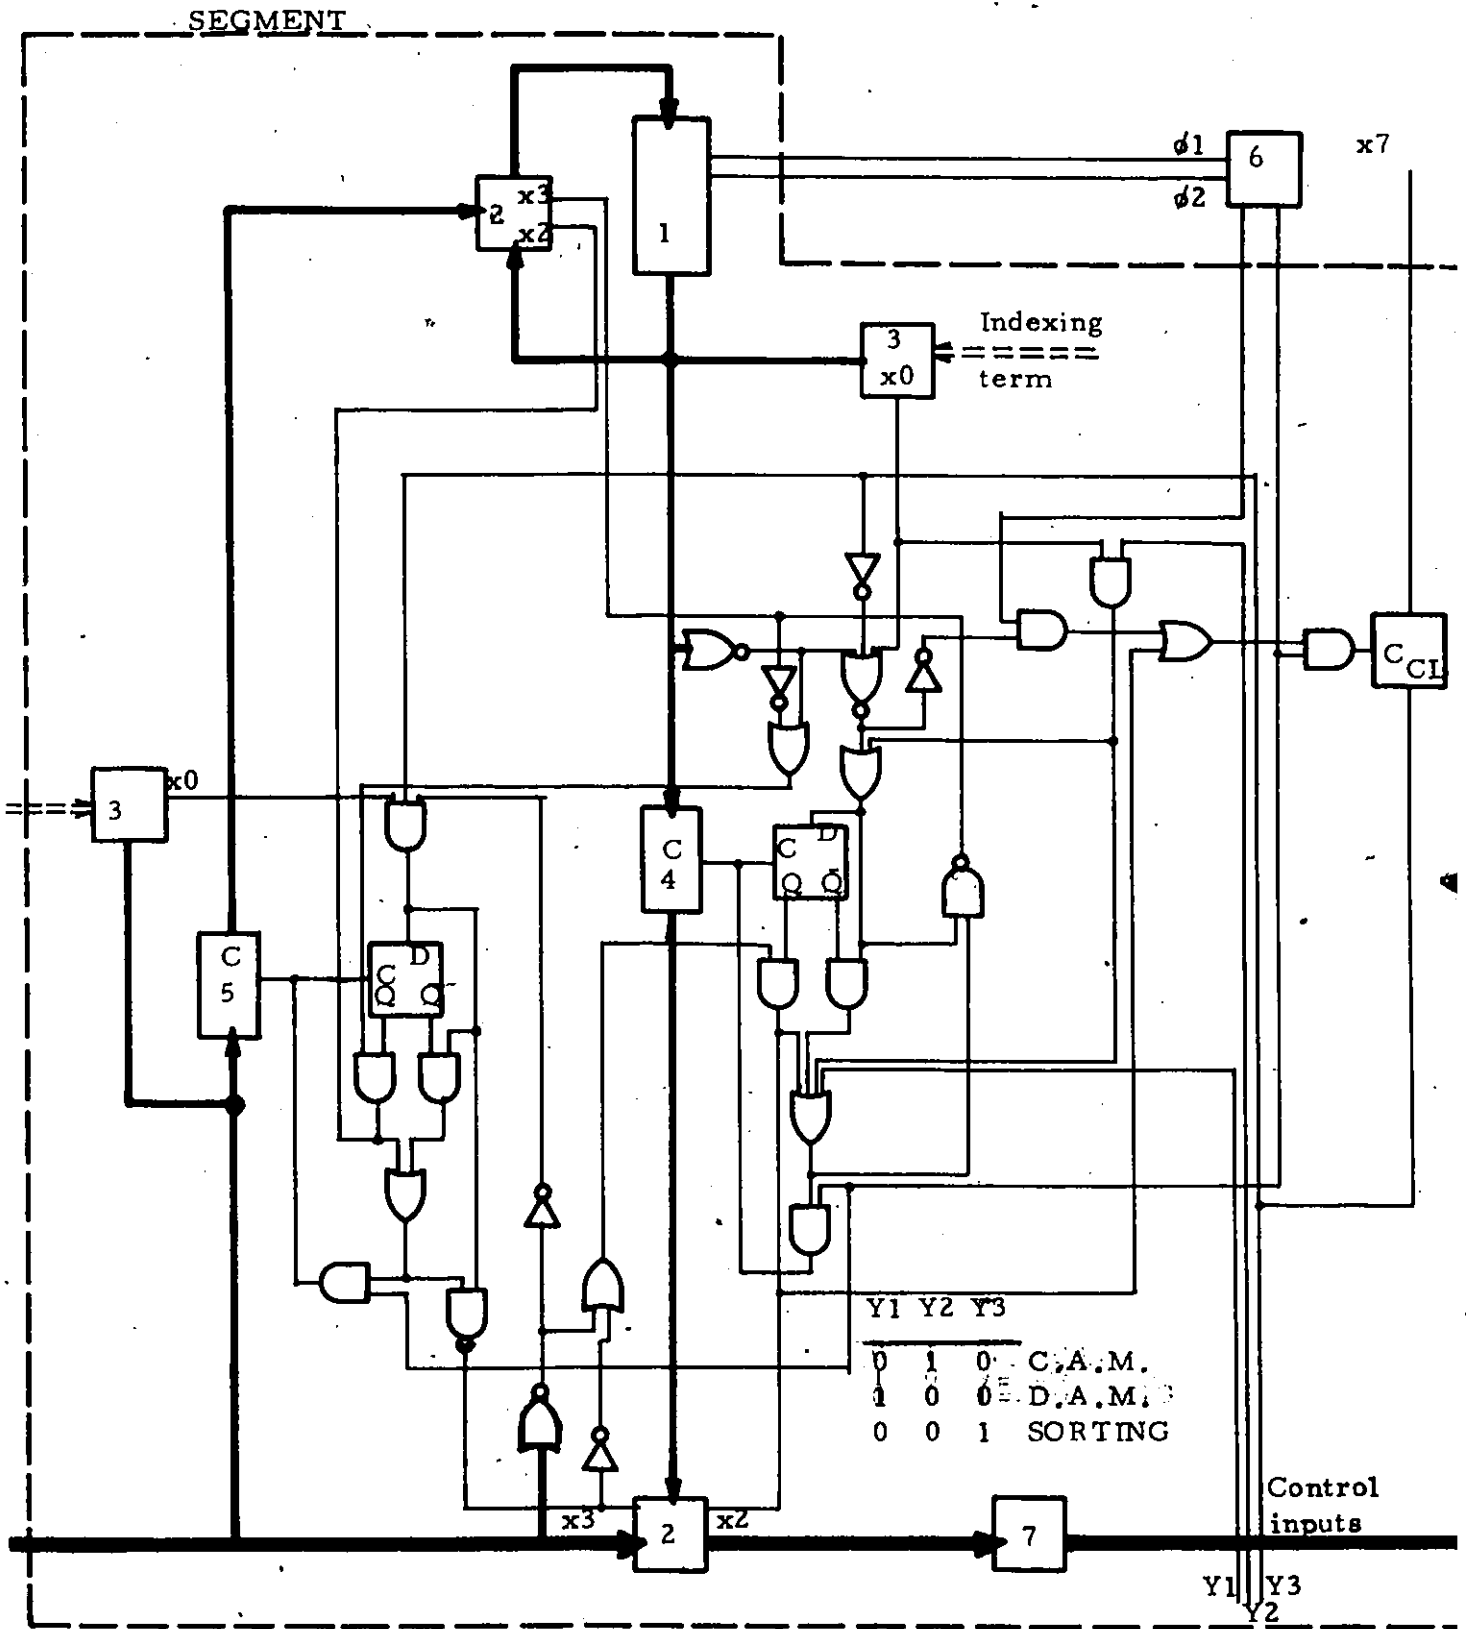 SEGMENT
ø1
6
x7
x3
2
x2
ø2
1
3
x0
Indexing
term
C CL
x0
3
C
4
C D
Q Q̄
C
5
D
C
Q Q̄
Y1 Y2 Y3
0 1 0 C.A.M.
1 0 0 D.A.M.
0 0 1 SORTING
x3
2
x2
7
Control
inputs
Y1
Y3
Y2